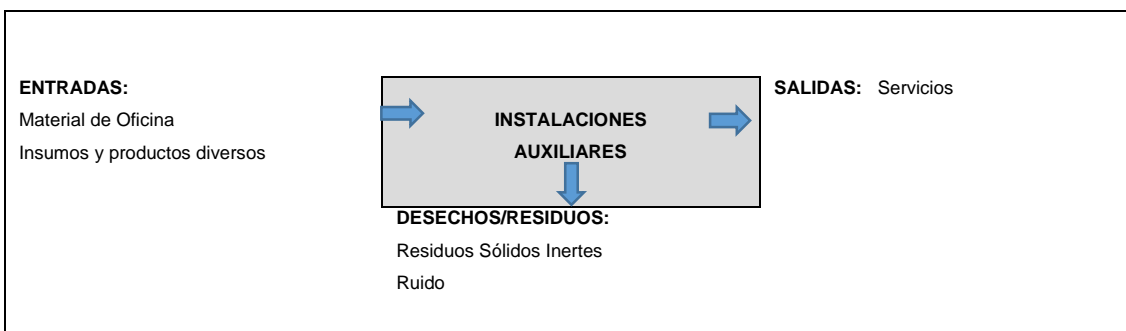 ENTRADAS:
Material de Oficina
Insumos y productos diversos
INSTALACIONES
AUXILIARES
SALIDAS: Servicios
DESECHOS/RESIDUOS:
Residuos Sólidos Inertes
Ruido